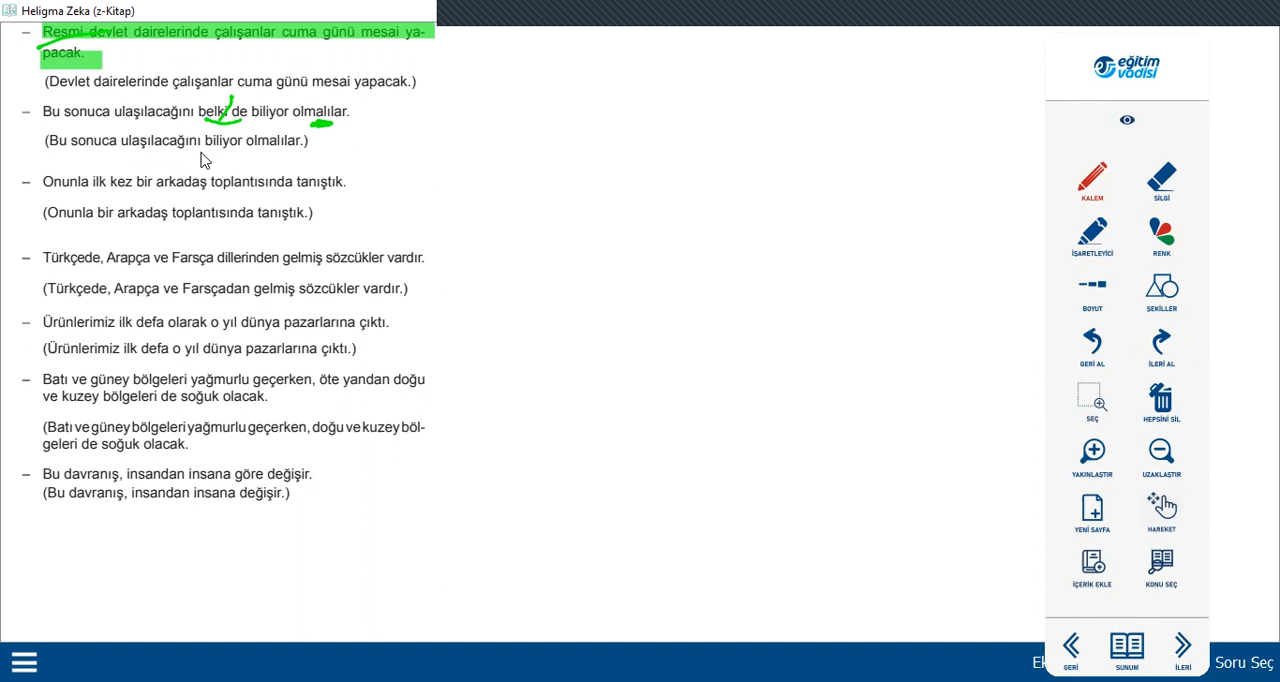 Heligma Zeka (z-Kitap)
– Resmi devlet dairelerinde çalışanlar cuma günü mesai ya-
pacak.
(Devlet dairelerinde çalışanlar cuma günü mesai yapacak.)
– Bu sonuca ulaşılacağını belki de biliyor olmalılar.
(Bu sonuca ulaşılacağını biliyor olmalılar.)
– Onunla ilk kez bir arkadaş toplantısında tanıştık.
(Onunla bir arkadaş toplantısında tanıştık.)
– Türkçede, Arapça ve Farsça dillerinden gelmiş sözcükler vardır.
(Türkçede, Arapça ve Farsçadan gelmiş sözcükler vardır.)
– Ürünlerimiz ilk defa olarak o yıl dünya pazarlarına çıktı.
(Ürünlerimiz ilk defa o yıl dünya pazarlarına çıktı.)
– Batı ve güney bölgeleri yağmurlu geçerken, öte yandan doğu
ve kuzey bölgeleri de soğuk olacak.
(Batı ve güney bölgeleri yağmurlu geçerken, doğu ve kuzey böl-
geleri de soğuk olacak.
– Bu davranış, insandan insana göre değişir.
(Bu davranış, insandan insana değişir.)
eğitim
vadisi
KALEM SİLGİ
İŞARETLEYİCİ RENK
BOYUT ŞEKİLLER
GERİ AL İLERİ AL
SEÇ HEPSİNİ SİL
YAKINLAŞTIR UZAKLAŞTIR
YENİ SAYFA HAREKET
İÇERİK EKLE KONU SEÇ
GERİ SUNUM İLERİ
Soru Seç